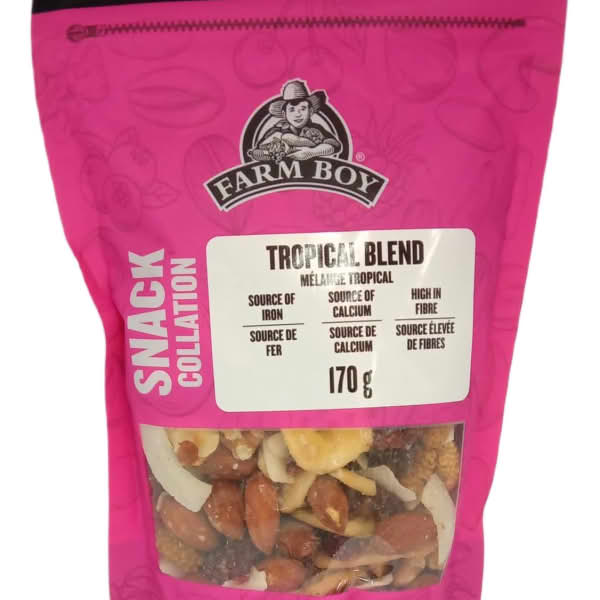 FARM BOY
®
SNACK
COLLATION
TROPICAL BLEND
MÉLANGE TROPICAL
SOURCE OF
IRON
SOURCE DE
FER
SOURCE OF
CALCIUM
SOURCE DE
CALCIUM
HIGH IN
FIBRE
SOURCE ÉLEVÉE
DE FIBRES
170 g